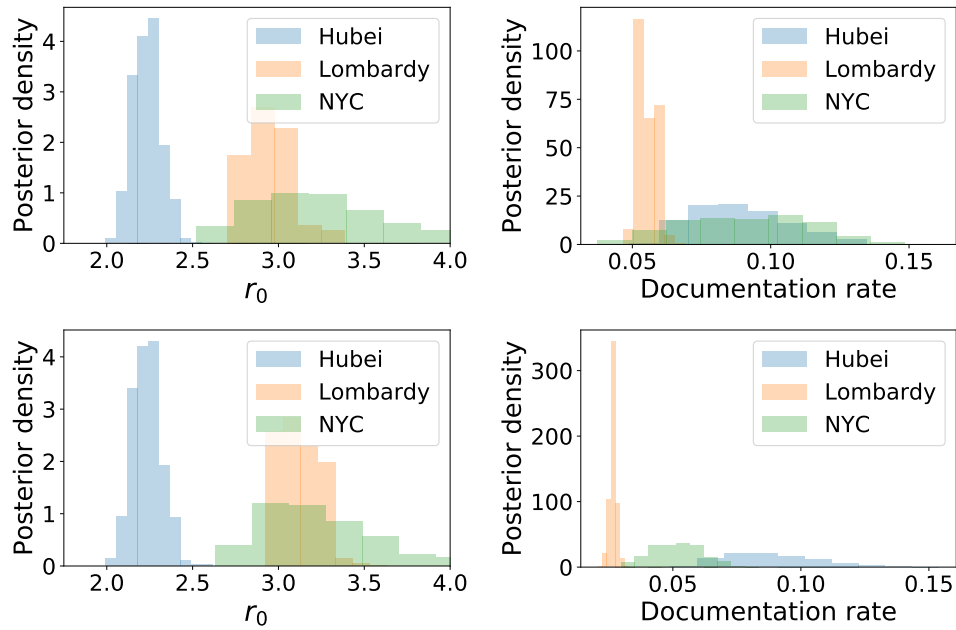 Posterior density
4
3
2
1
0
Hubei
Lombardy
NYC
2.0 2.5 3.0 3.5 4.0
r0
Posterior density
100
75
50
25
0
Hubei
Lombardy
NYC
0.05 0.10 0.15
Documentation rate
Posterior density
4
3
2
1
0
Hubei
Lombardy
NYC
2.0 2.5 3.0 3.5 4.0
r0
Posterior density
300
200
100
0
Hubei
Lombardy
NYC
0.05 0.10 0.15
Documentation rate